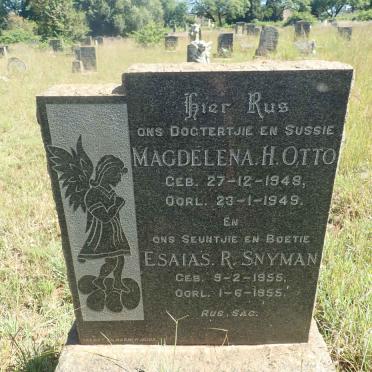 Hier Rus
ONS DOCTERTJIE EN SUSSIE
MAGDELENA. H. OTTO
GEB. 27-12-1948,
OORL. 23-1-1949.
EN
ONS SEUNTJIE EN BOETIE
ESAIAS. R. SNYMAN
GEB. 9-2-1955,
OORL. 1-6-1955.
RUS. SAG.